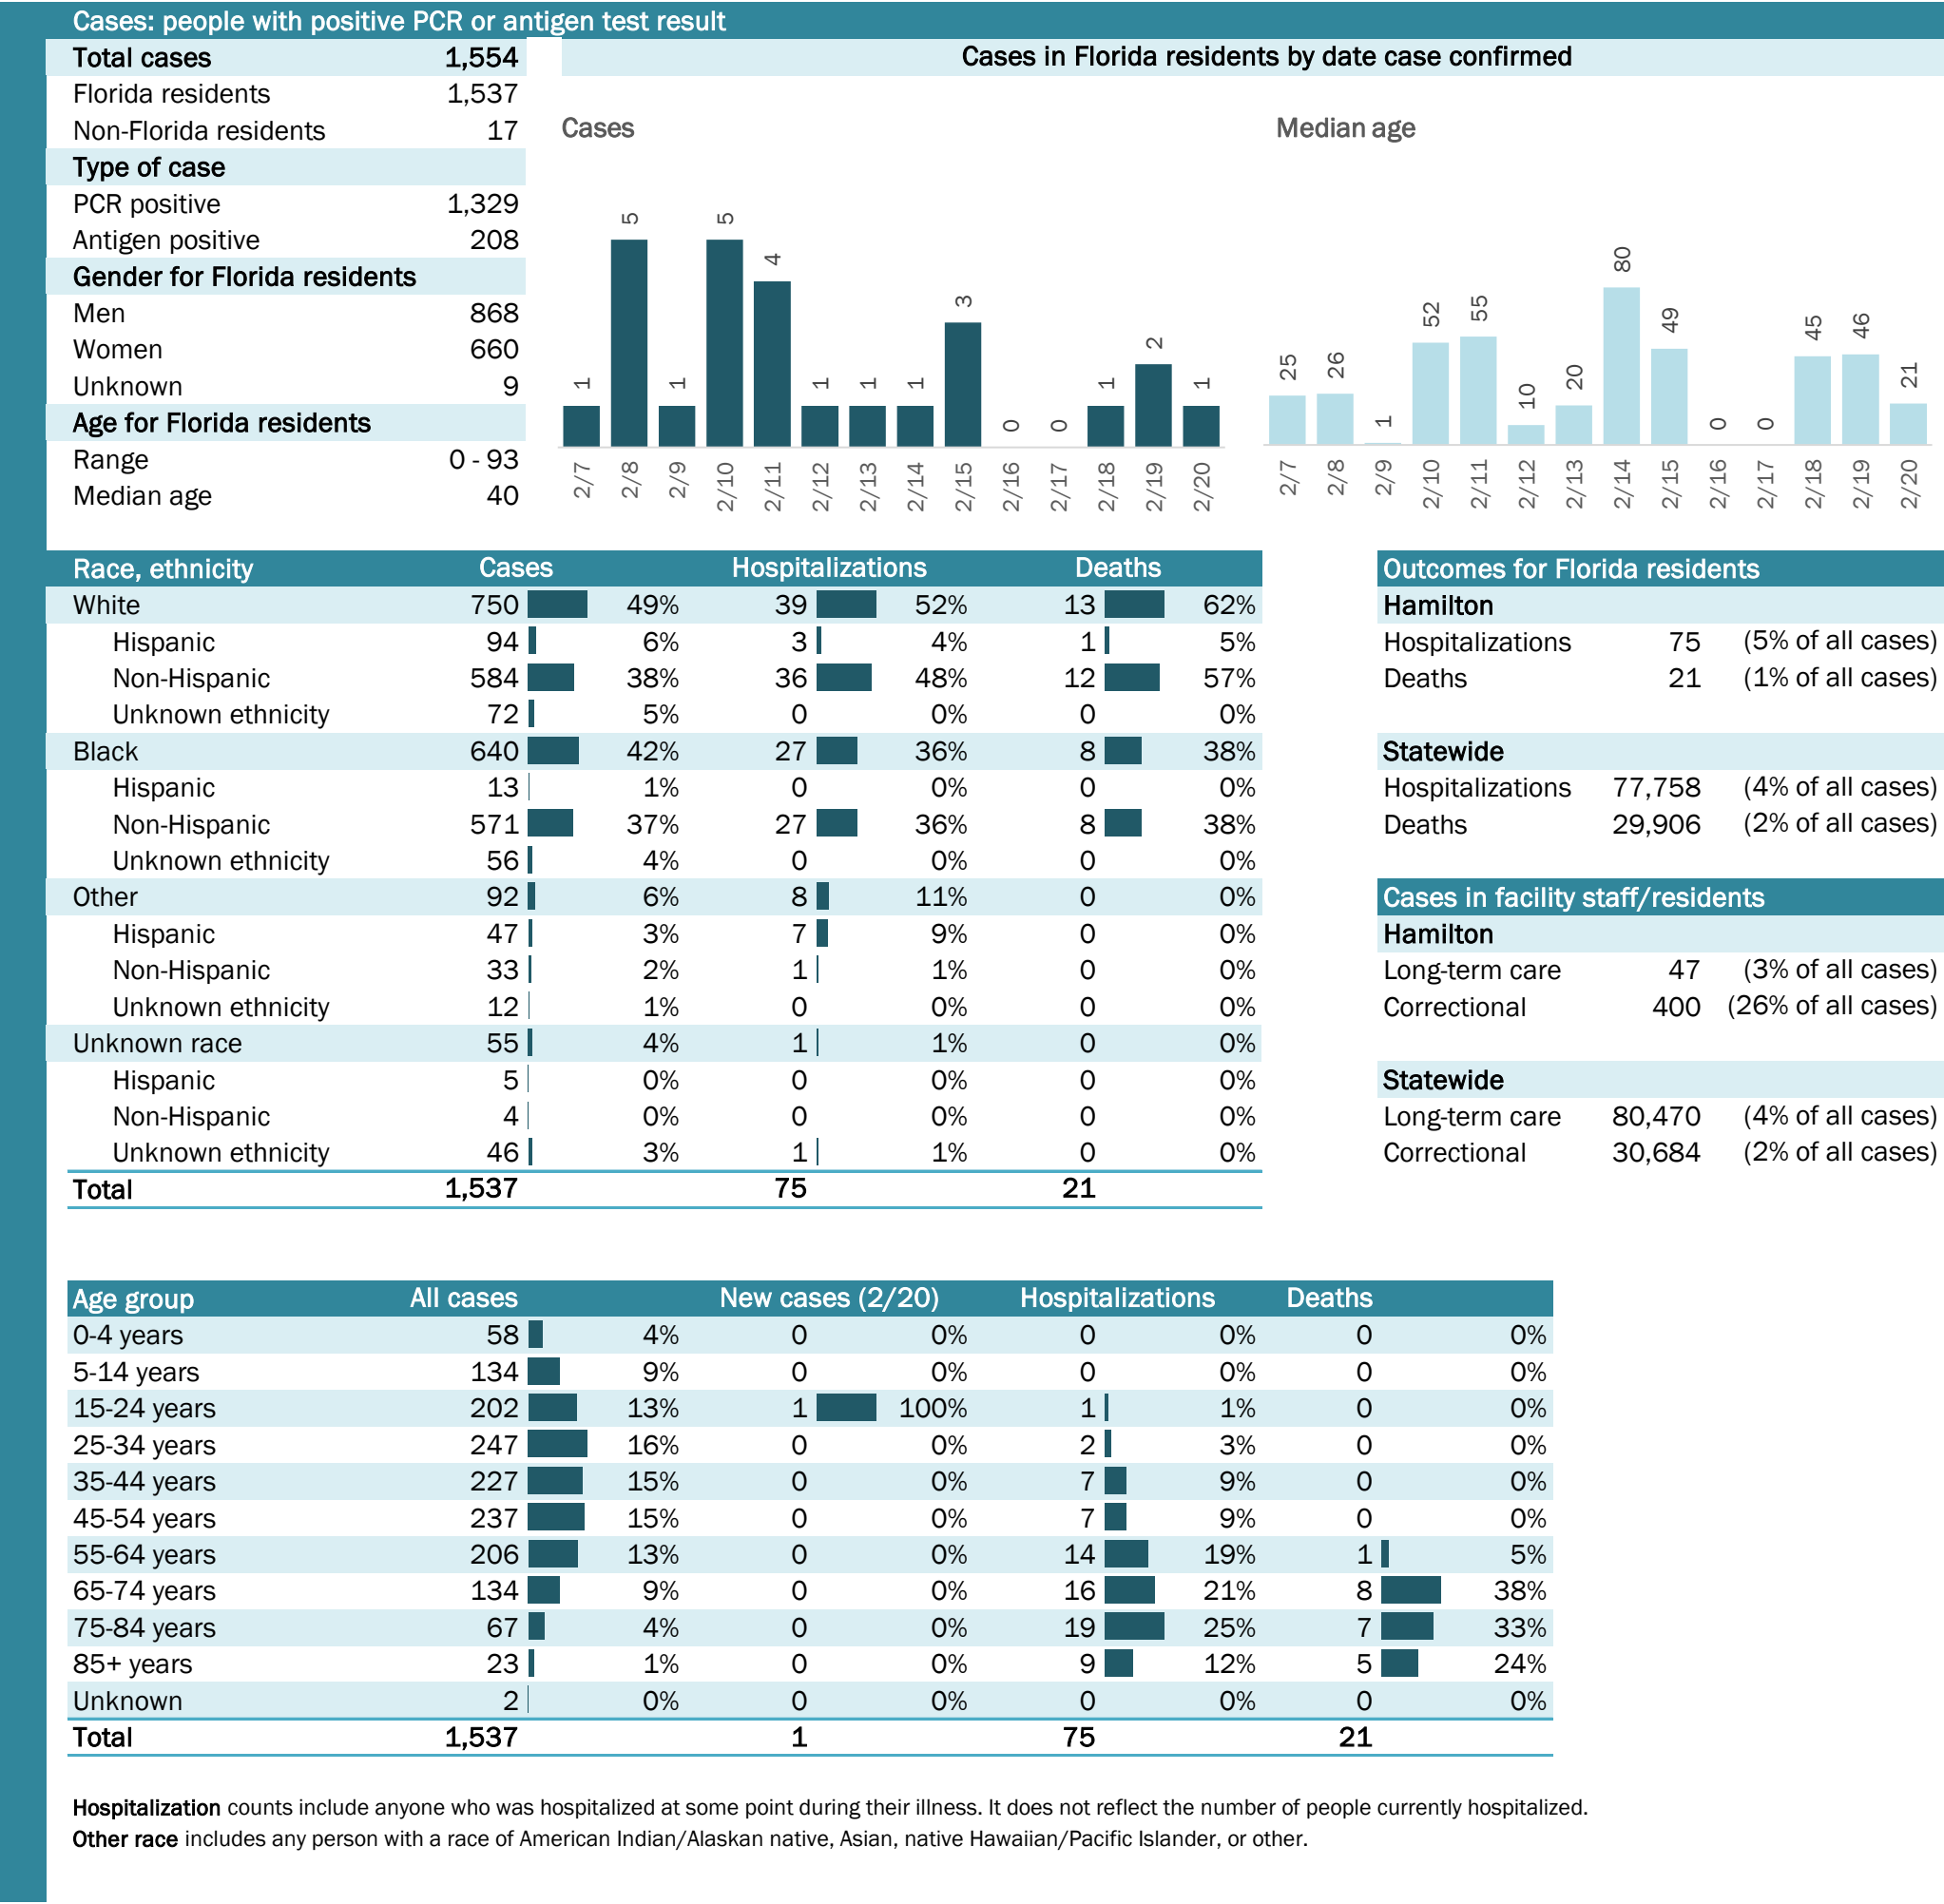 Cases: people with positive PCR or antigen test result
Total cases 1,554
Florida residents 1,537
Non-Florida residents 17
Type of case
PCR positive 1,329
Antigen positive 208
Gender for Florida residents
Men 868
Women 660
Unknown 9
Age for Florida residents
Range 0 - 93
Median age 40
Cases in Florida residents by date case confirmed
Cases
1 5 1 5 4 1 1 1 3 0 0 1 2 1
2/7 2/8 2/9 2/10 2/11 2/12 2/13 2/14 2/15 2/16 2/17 2/18 2/19 2/20
Median age
25 26 1 52 55 10 20 80 49 0 0 45 46 21
2/7 2/8 2/9 2/10 2/11 2/12 2/13 2/14 2/15 2/16 2/17 2/18 2/19 2/20
Race, ethnicity Cases Hospitalizations Deaths
White 750 49% 39 52% 13 62%
Hispanic 94 6% 3 4% 1 5%
Non-Hispanic 584 38% 36 48% 12 57%
Unknown ethnicity 72 5% 0 0% 0 0%
Black 640 42% 27 36% 8 38%
Hispanic 13 1% 0 0% 0 0%
Non-Hispanic 571 37% 27 36% 8 38%
Unknown ethnicity 56 4% 0 0% 0 0%
Other 92 6% 8 11% 0 0%
Hispanic 47 3% 7 9% 0 0%
Non-Hispanic 33 2% 1 1% 0 0%
Unknown ethnicity 12 1% 0 0% 0 0%
Unknown race 55 4% 1 1% 0 0%
Hispanic 5 0% 0 0% 0 0%
Non-Hispanic 4 0% 0 0% 0 0%
Unknown ethnicity 46 3% 1 1% 0 0%
Total 1,537 75 21
Outcomes for Florida residents
Hamilton
Hospitalizations 75 (5% of all cases)
Deaths 21 (1% of all cases)
Statewide
Hospitalizations 77,758 (4% of all cases)
Deaths 29,906 (2% of all cases)
Cases in facility staff/residents
Hamilton
Long-term care 47 (3% of all cases)
Correctional 400 (26% of all cases)
Statewide
Long-term care 80,470 (4% of all cases)
Correctional 30,684 (2% of all cases)
Age group All cases New cases (2/20) Hospitalizations Deaths
0-4 years 58 4% 0 0% 0 0% 0 0%
5-14 years 134 9% 0 0% 0 0% 0 0%
15-24 years 202 13% 1 100% 1 1% 0 0%
25-34 years 247 16% 0 0% 2 3% 0 0%
35-44 years 227 15% 0 0% 7 9% 0 0%
45-54 years 237 15% 0 0% 7 9% 0 0%
55-64 years 206 13% 0 0% 14 19% 1 5%
65-74 years 134 9% 0 0% 16 21% 8 38%
75-84 years 67 4% 0 0% 19 25% 7 33%
85+ years 23 1% 0 0% 9 12% 5 24%
Unknown 2 0% 0 0% 0 0% 0 0%
Total 1,537 1 75 21
Hospitalization counts include anyone who was hospitalized at some point during their illness. It does not reflect the number of people currently hospitalized.
Other race includes any person with a race of American Indian/Alaskan native, Asian, native Hawaiian/Pacific Islander, or other.